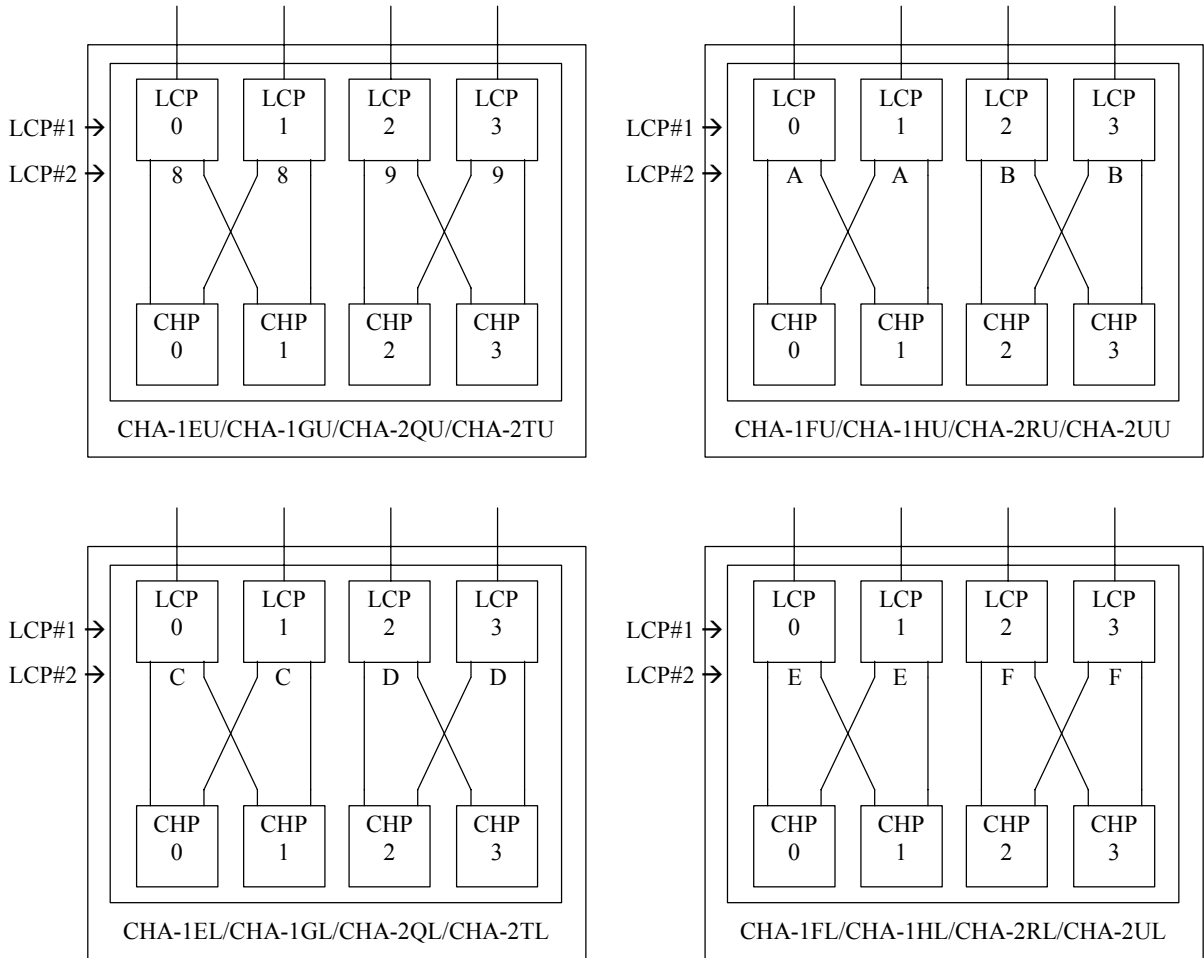 LCP LCP LCP LCP
LCP#1 → 0 1 2 3
LCP#2 → 8 8 9 9
CHP CHP CHP CHP
0 1 2 3
CHA-1EU/CHA-1GU/CHA-2QU/CHA-2TU
LCP LCP LCP LCP
LCP#1 → 0 1 2 3
LCP#2 → A A B B
CHP CHP CHP CHP
0 1 2 3
CHA-1FU/CHA-1HU/CHA-2RU/CHA-2UU
LCP LCP LCP LCP
LCP#1 → 0 1 2 3
LCP#2 → C C D D
CHP CHP CHP CHP
0 1 2 3
CHA-1EL/CHA-1GL/CHA-2QL/CHA-2TL
LCP LCP LCP LCP
LCP#1 → 0 1 2 3
LCP#2 → E E F F
CHP CHP CHP CHP
0 1 2 3
CHA-1FL/CHA-1HL/CHA-2RL/CHA-2UL